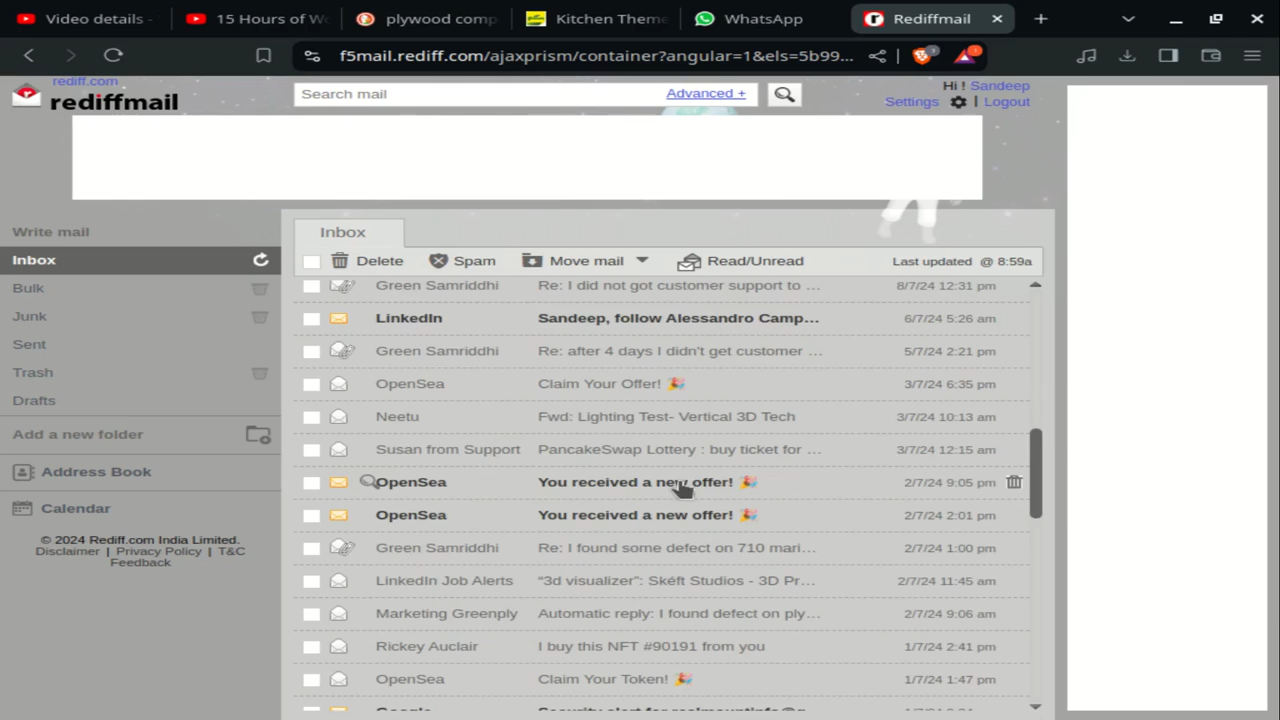 Video details -
15 Hours of W
plywood comp
Kitchen Theme
WhatsApp
Rediffmail
f5mail.rediff.com/ajaxprism/container?angular=1&els=5b99...
rediff.com
rediffmail
Search mail
Advanced +
Hi ! Sandeep
Settings | Logout
Write mail
Inbox
Bulk
Junk
Sent
Trash
Drafts
Add a new folder
Address Book
Calendar
© 2024 Rediff.com India Limited.
Disclaimer | Privacy Policy | T&C
Feedback
Inbox
Delete Spam Move mail Read/Unread Last updated @ 8:59a
Green Samriddhi Re: I did not got customer support to ... 8/7/24 12:31 pm
LinkedIn Sandeep, follow Alessandro Camp... 6/7/24 5:26 am
Green Samriddhi Re: after 4 days I didn't get customer ... 5/7/24 2:21 pm
OpenSea Claim Your Offer! 🎉 3/7/24 6:35 pm
Neetu Fwd: Lighting Test- Vertical 3D Tech 3/7/24 10:13 am
Susan from Support PancakeSwap Lottery : buy ticket for ... 3/7/24 12:15 am
OpenSea You received a new offer! 🎉 2/7/24 9:05 pm
OpenSea You received a new offer! 🎉 2/7/24 2:01 pm
Green Samriddhi Re: I found some defect on 710 mari... 2/7/24 1:00 pm
LinkedIn Job Alerts “3d visualizer”: Skéft Studios - 3D Pr... 2/7/24 11:45 am
Marketing Greenply Automatic reply: I found defect on ply... 2/7/24 9:06 am
Rickey Auclair I buy this NFT #90191 from you 1/7/24 2:41 pm
OpenSea Claim Your Token! 🎉 1/7/24 1:47 pm